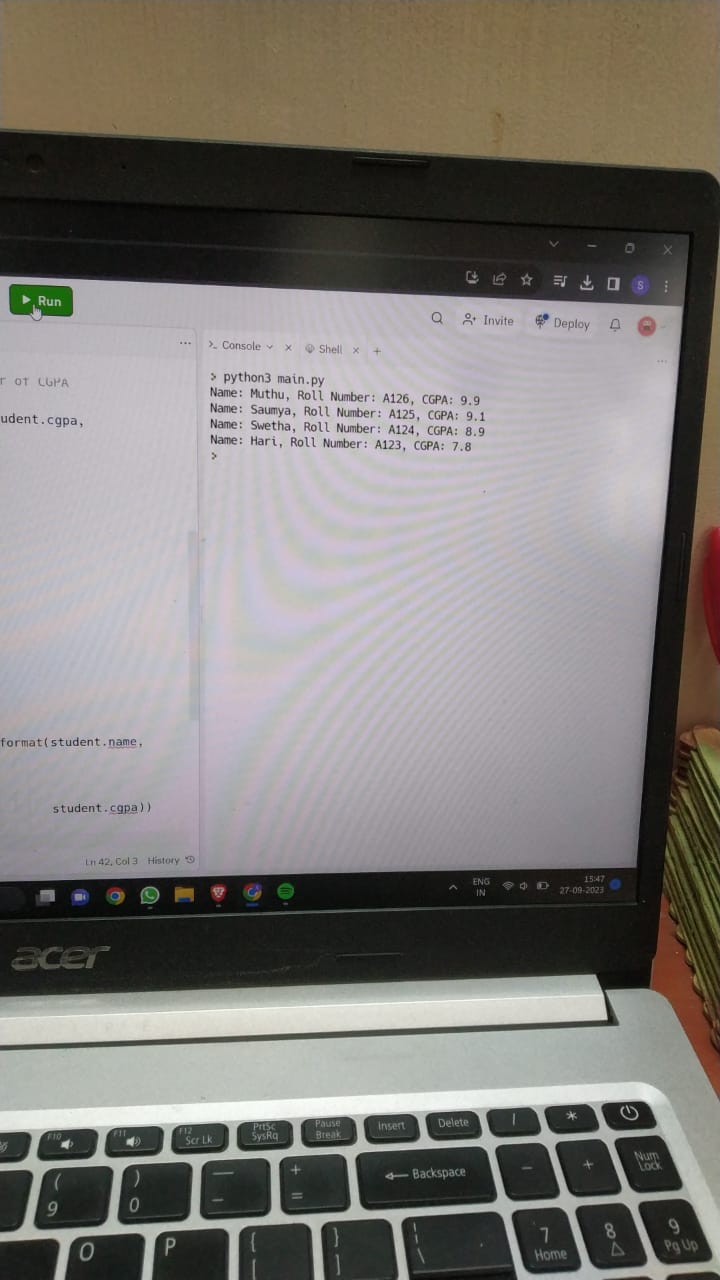 Run
Invite
Deploy
Console
Shell
r of CGPA
udent.cgpa,
> python3 main.py
Name: Muthu, Roll Number: A126, CGPA: 9.9
Name: Saumya, Roll Number: A125, CGPA: 9.1
Name: Swetha, Roll Number: A124, CGPA: 8.9
Name: Hari, Roll Number: A123, CGPA: 7.8
>
format(student.name,
student.cgpa))
Ln 42, Col 3 History
S
ENG
IN
15:47
27-09-2023
acer
F10 F11 F12 Scr Lk PrtSc SysRq Pause Break Insert Delete / *
( 9 ) 0 — - + = Backspace - + Num Lock
O P { [ } ] | \ 7 Home 8 9 Pg Up